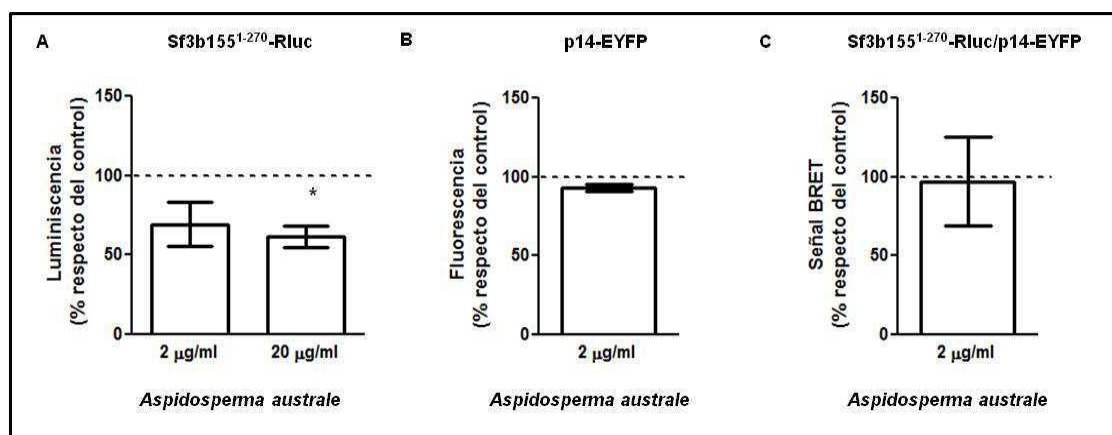 A
Sf3b155¹⁻²⁷⁰-Rluc
Luminiscencia
(% respecto del control)
150
100
50
0
*
2 µg/ml
20 µg/ml
Aspidosperma australe
B
p14-EYFP
Fluorescencia
(% respecto del control)
150
100
50
0
2 µg/ml
Aspidosperma australe
C
Sf3b155¹⁻²⁷⁰-Rluc/p14-EYFP
Señal BRET
(% respecto del control)
150
100
50
0
2 µg/ml
Aspidosperma australe